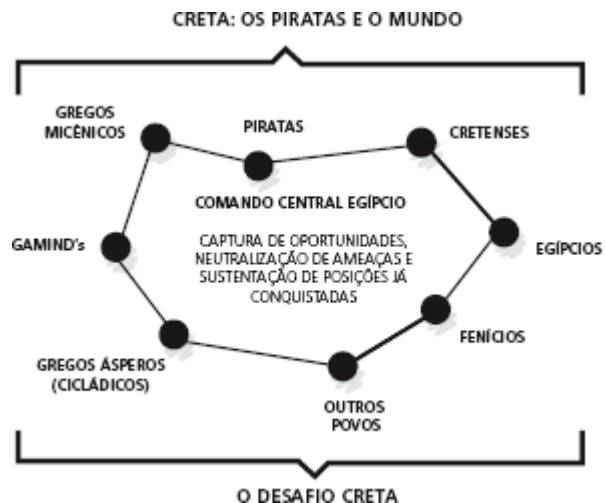 CRETA: OS PIRATAS E O MUNDO
GREGOS
MICÊNICOS
PIRATAS
CRETENSES
COMANDO CENTRAL EGÍPCIO
GAMIND's
CAPTURA DE OPORTUNIDADES,
NEUTRALIZAÇÃO DE AMEAÇAS E
SUSTENTAÇÃO DE POSIÇÕES JÁ
CONQUISTADAS
EGÍPCIOS
FENÍCIOS
GREGOS ÁSPEROS
(CICLÁDICOS)
OUTROS
POVOS
O DESAFIO CRETA